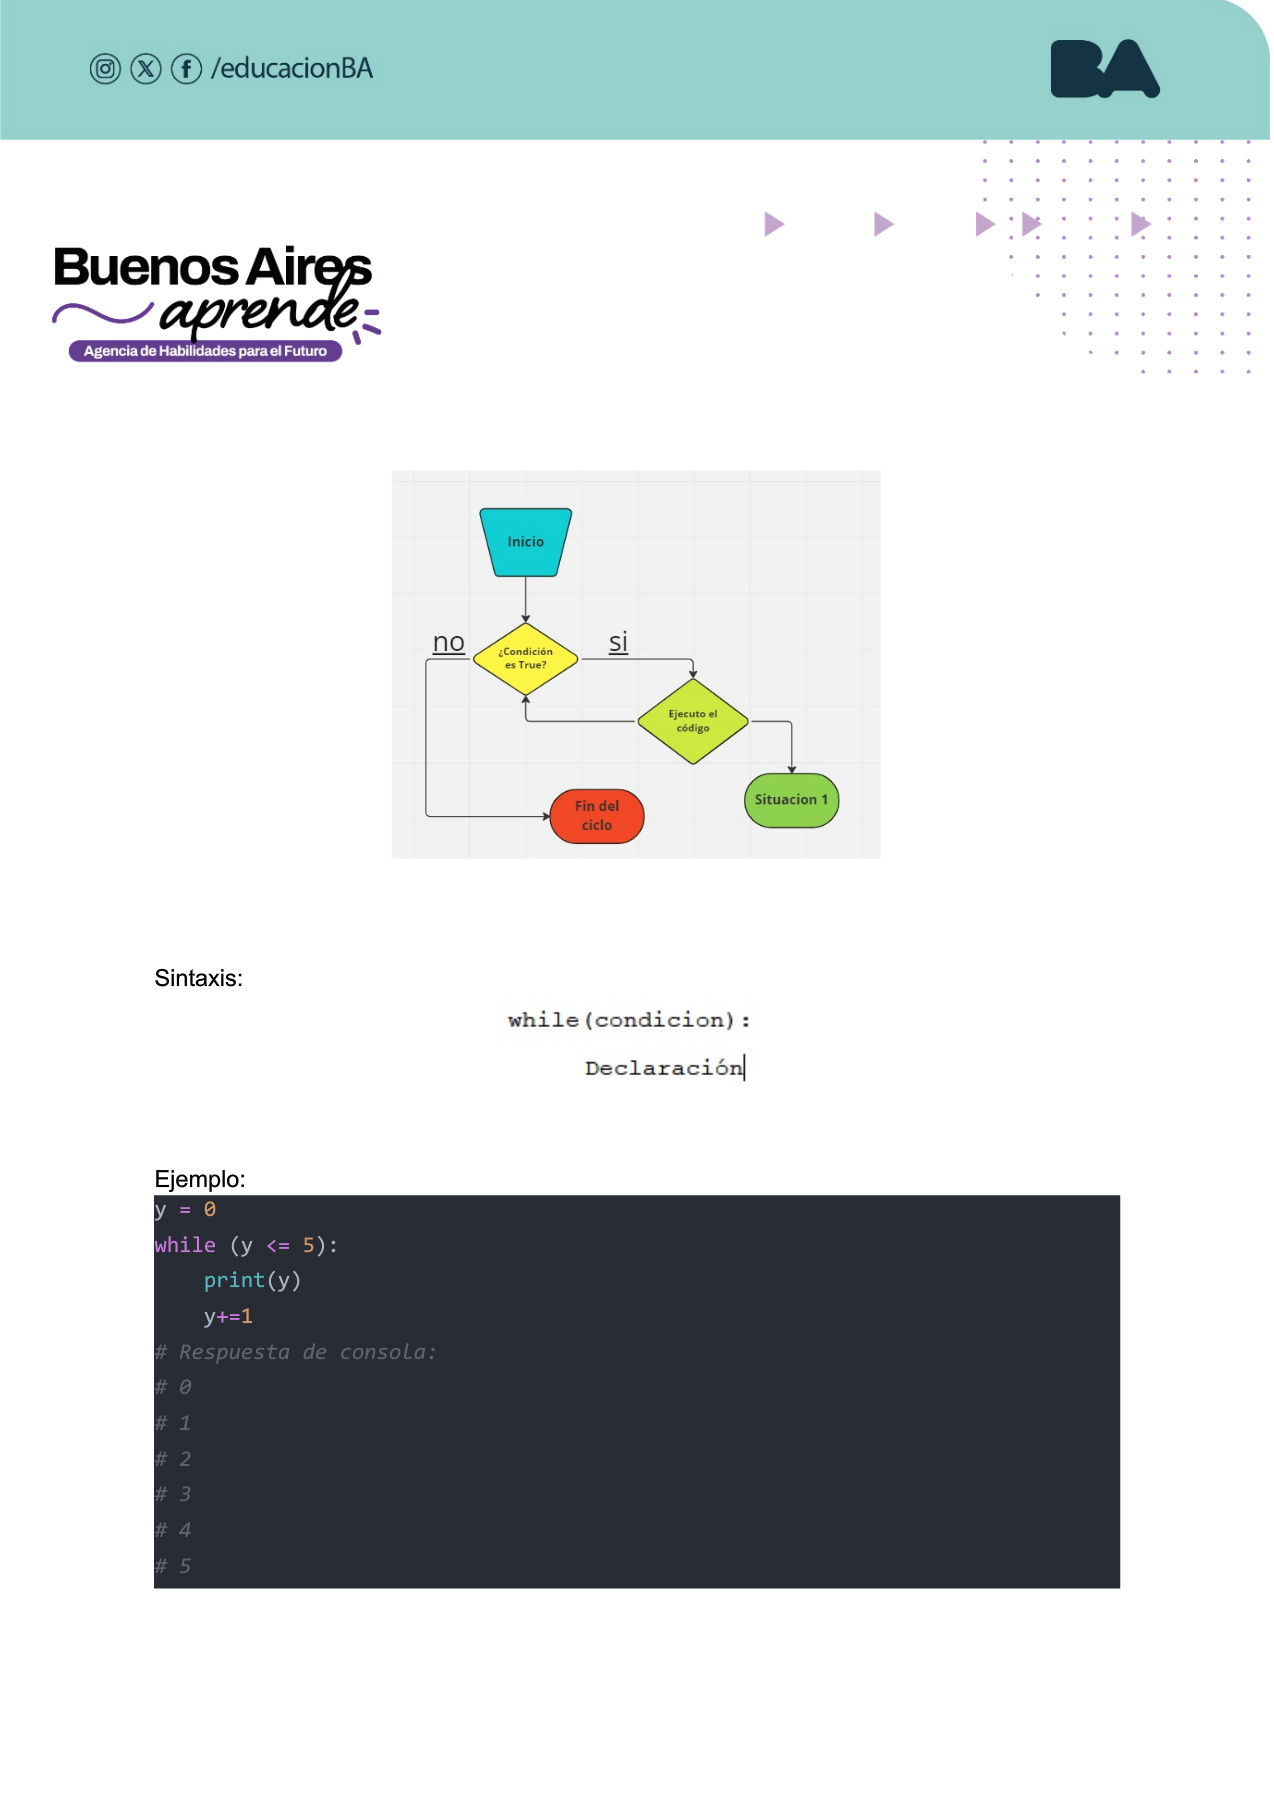 /educacionBA
BA
Buenos Aires
aprende
Agencia de Habilidades para el Futuro
Inicio
no
si
¿Condición
es True?
Ejecuto el
código
Situacion 1
Fin del
ciclo
Sintaxis:
while(condicion):
Declaración
Ejemplo:
y = 0
while (y <= 5):
    print(y)
    y+=1
# Respuesta de consola:
# 0
# 1
# 2
# 3
# 4
# 5